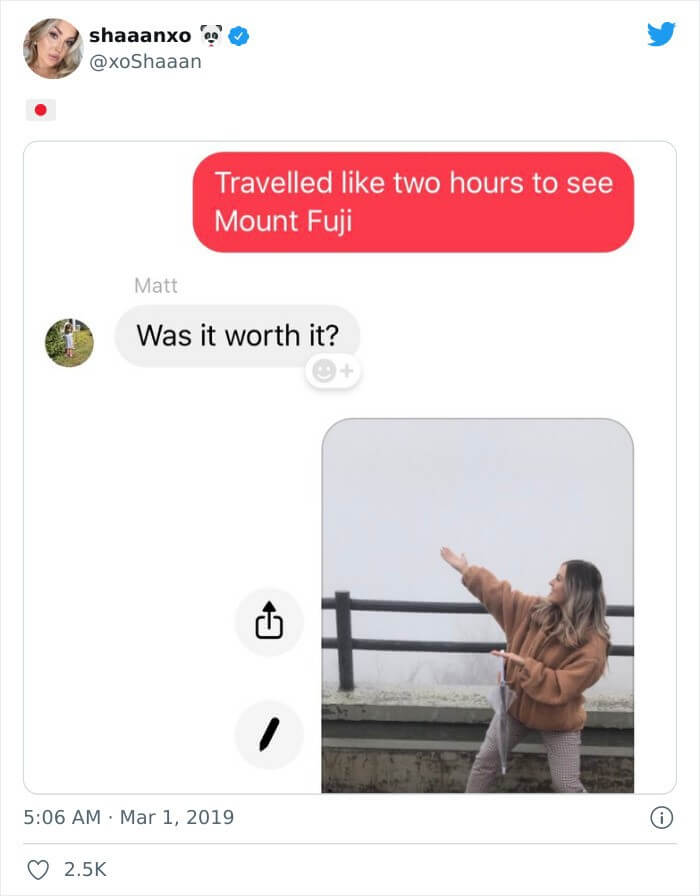 shaaanxo 🐼
@xoShaaan
🇯🇵
Travelled like two hours to see
Mount Fuji
Matt
Was it worth it?
5:06 AM · Mar 1, 2019
2.5K